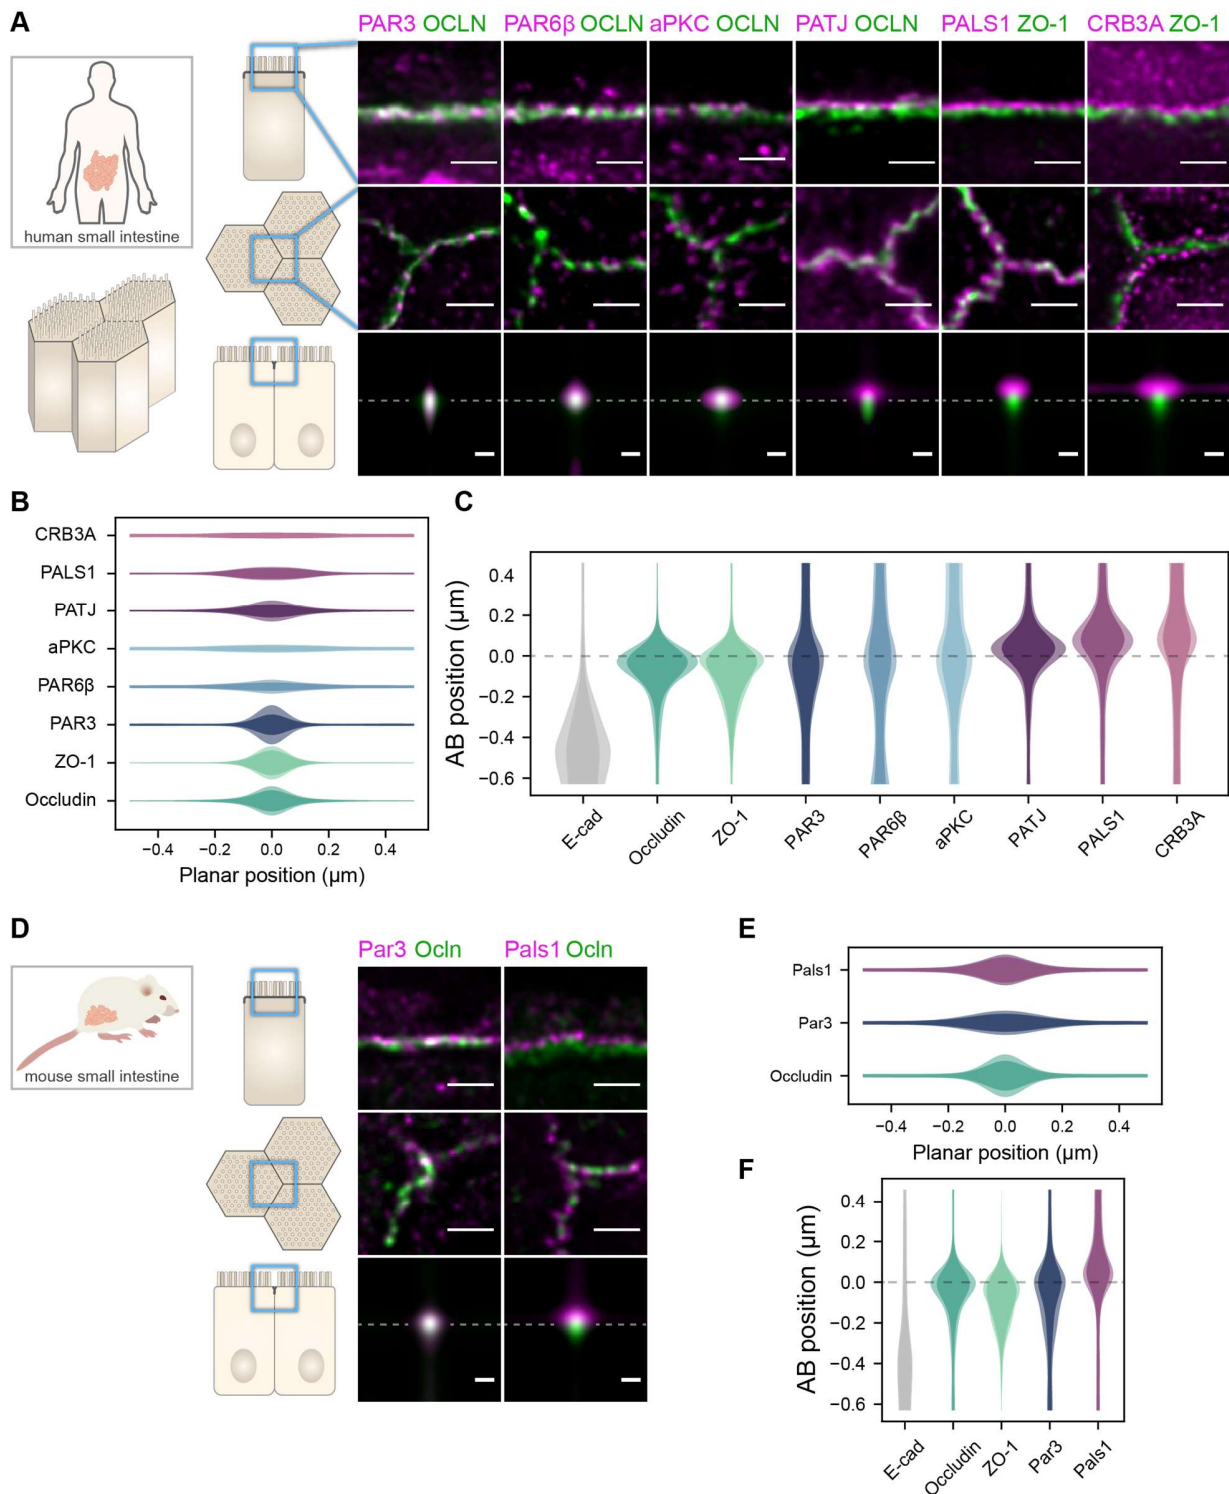 A
PAR3 OCLN PAR6β OCLN aPKC OCLN PATJ OCLN PALS1 ZO-1 CRB3A ZO-1
human small intestine
B
CRB3A
PALS1
PATJ
aPKC
PAR6β
PAR3
ZO-1
Occludin
−0.4 −0.2 0.0 0.2 0.4
Planar position (µm)
C
AB position (µm)
0.4
0.2
0.0
−0.2
−0.4
−0.6
E-cad Occludin ZO-1 PAR3 PAR6β aPKC PATJ PALS1 CRB3A
D
Par3 Ocln Pals1 Ocln
mouse small intestine
E
Pals1
Par3
Occludin
−0.4 −0.2 0.0 0.2 0.4
Planar position (µm)
F
AB position (µm)
0.4
0.2
0.0
−0.2
−0.4
−0.6
E-cad Occludin ZO-1 Par3 Pals1